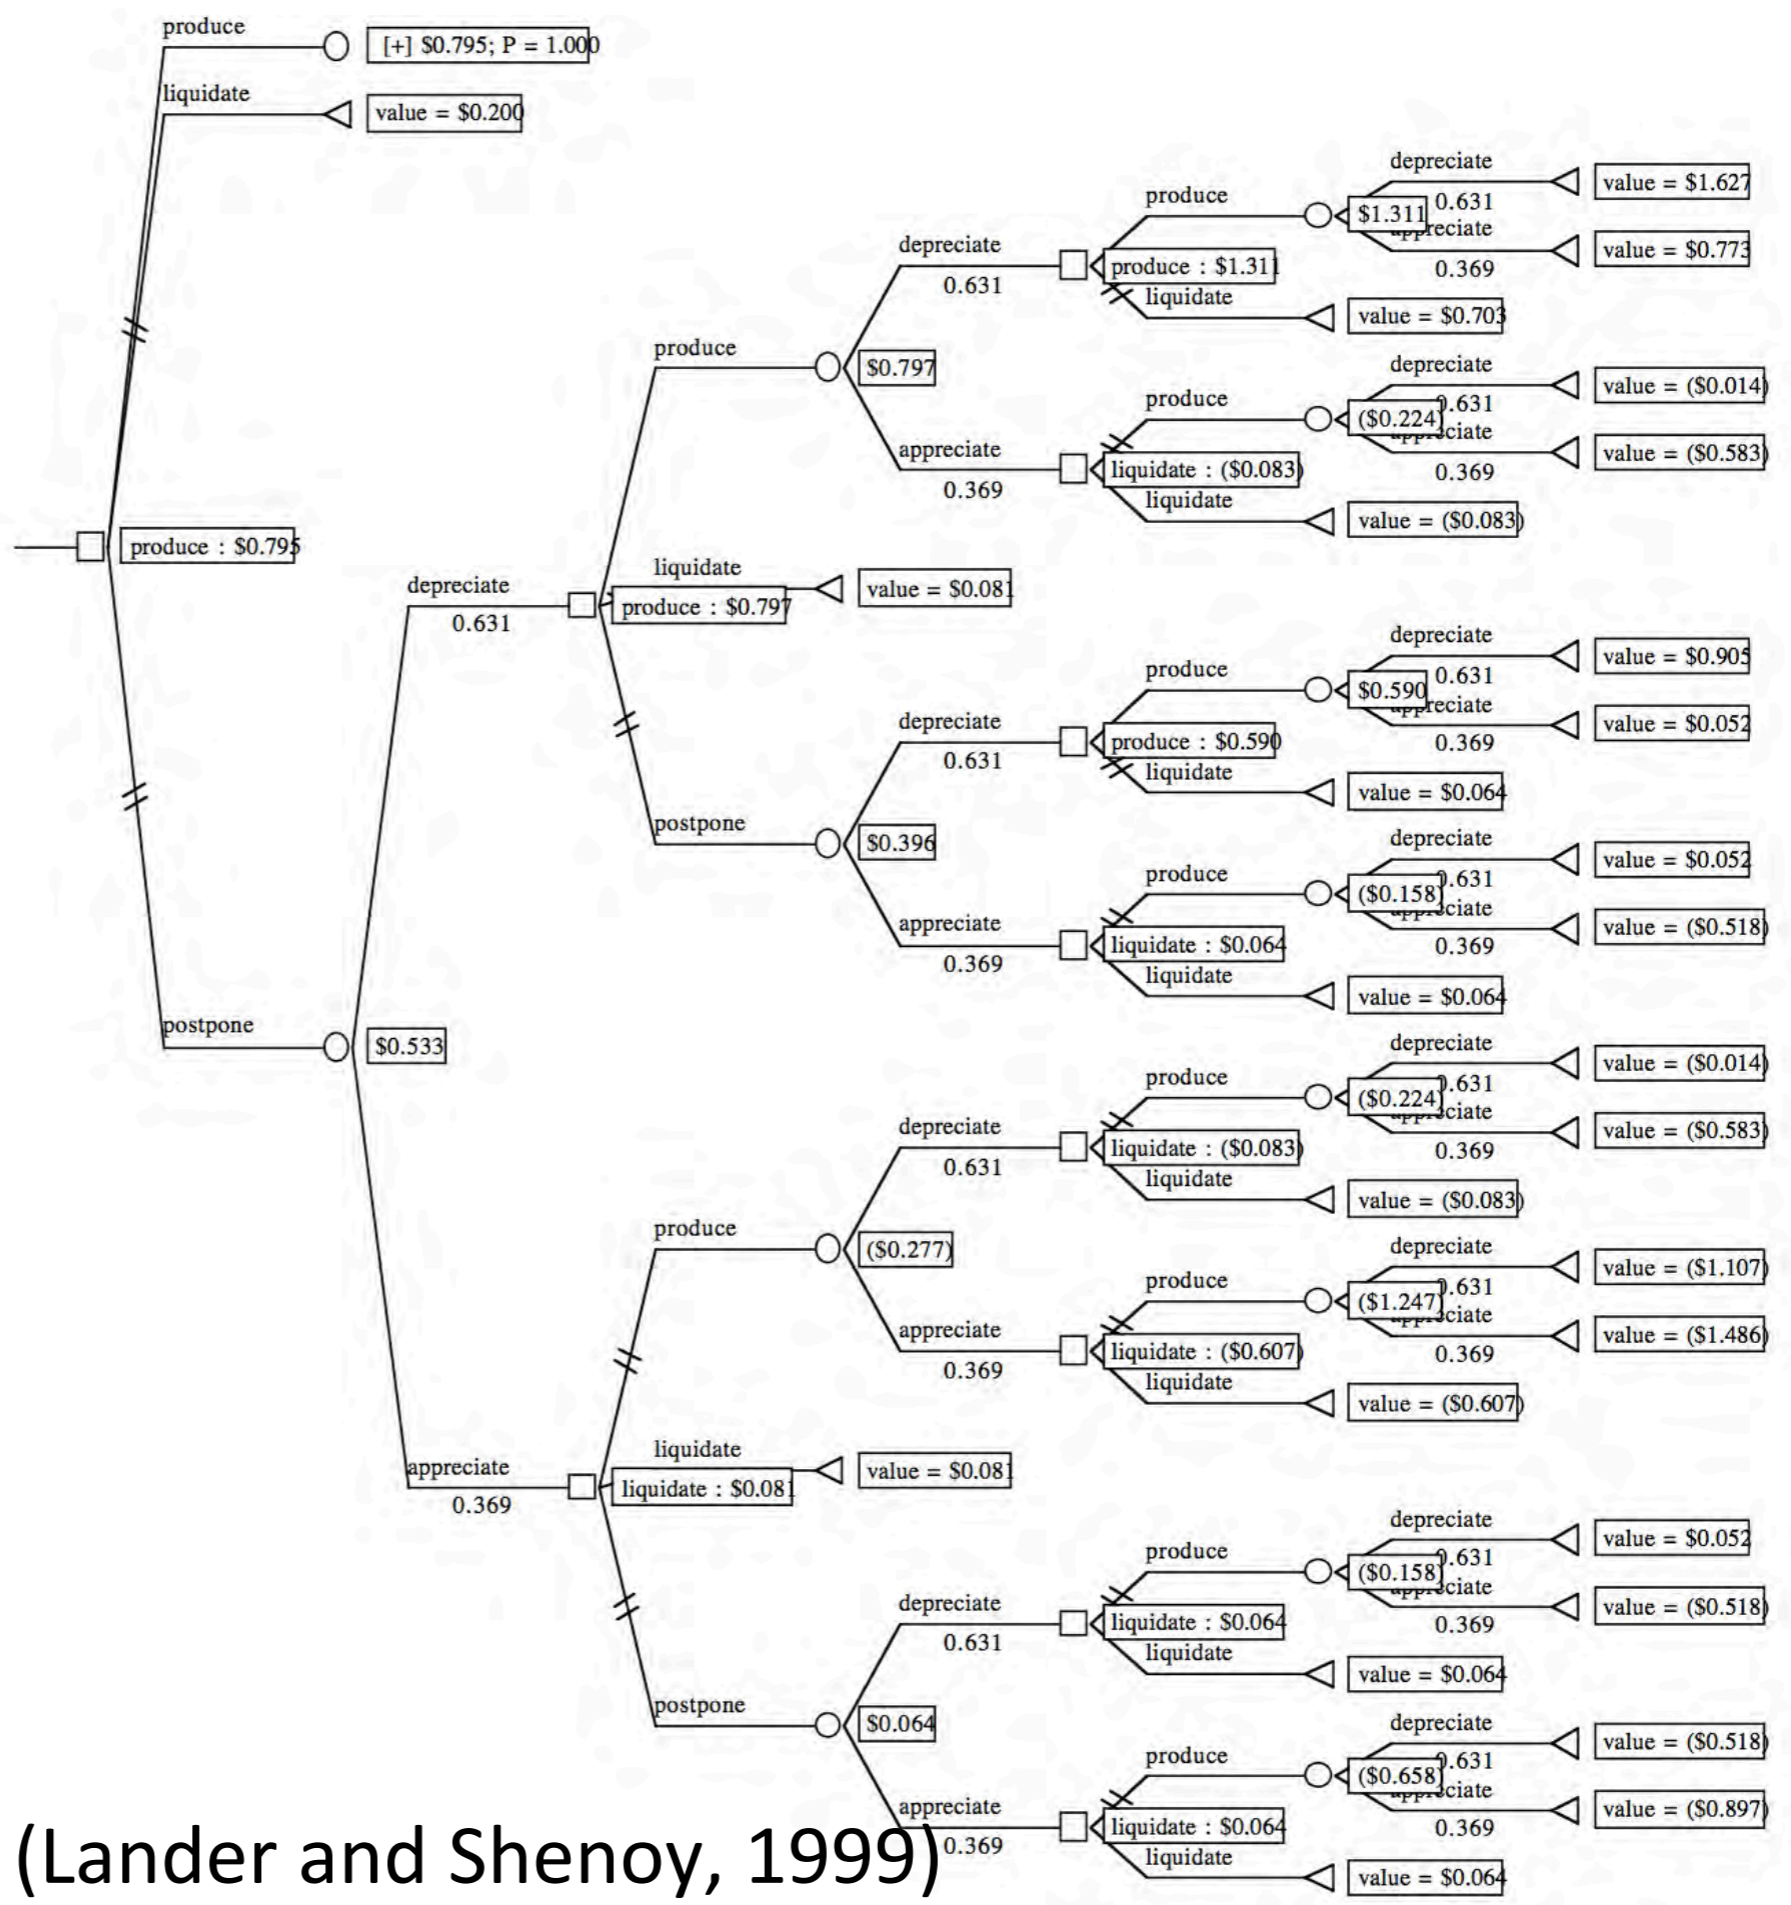 produce
[+] $0.795; P = 1.000
liquidate
value = $0.200
produce : $0.795
postpone
$0.533
depreciate
0.631
produce : $0.797
produce
$0.797
depreciate
0.631
produce : $1.311
produce
$1.311
depreciate
0.631
value = $1.627
appreciate
0.369
value = $0.773
liquidate
value = $0.703
appreciate
0.369
liquidate : ($0.083)
produce
($0.224)
depreciate
0.631
value = ($0.014)
appreciate
0.369
value = ($0.583)
liquidate
value = ($0.083)
liquidate
value = $0.081
postpone
$0.396
depreciate
0.631
produce : $0.590
produce
$0.590
depreciate
0.631
value = $0.905
appreciate
0.369
value = $0.052
liquidate
value = $0.064
appreciate
0.369
liquidate : $0.064
produce
($0.158)
depreciate
0.631
value = $0.052
appreciate
0.369
value = ($0.518)
liquidate
value = $0.064
appreciate
0.369
liquidate : $0.081
produce
($0.277)
depreciate
0.631
liquidate : ($0.083)
produce
($0.224)
depreciate
0.631
value = ($0.014)
appreciate
0.369
value = ($0.583)
liquidate
value = ($0.083)
appreciate
0.369
liquidate : ($0.607)
produce
($1.247)
depreciate
0.631
value = ($1.107)
appreciate
0.369
value = ($1.486)
liquidate
value = ($0.607)
liquidate
value = $0.081
postpone
$0.064
depreciate
0.631
liquidate : $0.064
produce
($0.158)
depreciate
0.631
value = $0.052
appreciate
0.369
value = ($0.518)
liquidate
value = $0.064
appreciate
0.369
liquidate : $0.064
produce
($0.658)
depreciate
0.631
value = ($0.518)
appreciate
0.369
value = ($0.897)
liquidate
value = $0.064
(Lander and Shenoy, 1999)